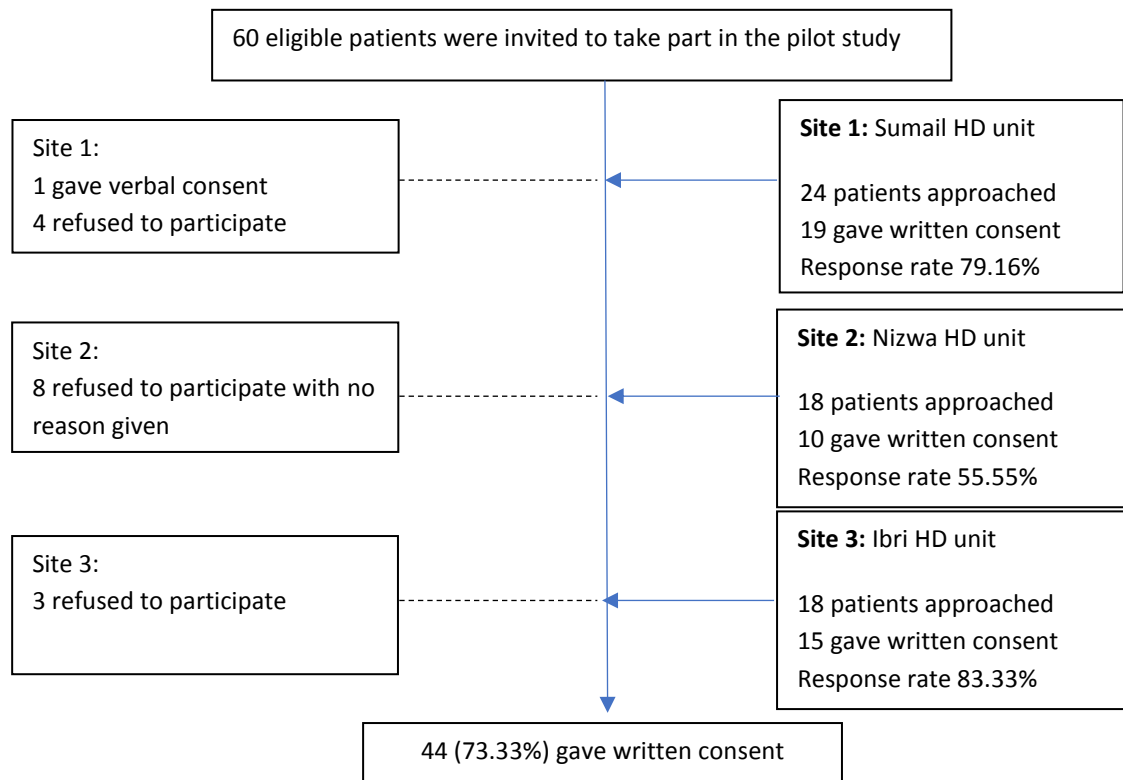 60 eligible patients were invited to take part in the pilot study
Site 1:
1 gave verbal consent
4 refused to participate
Site 1: Sumail HD unit
24 patients approached
19 gave written consent
Response rate 79.16%
Site 2:
8 refused to participate with no
reason given
Site 2: Nizwa HD unit
18 patients approached
10 gave written consent
Response rate 55.55%
Site 3:
3 refused to participate
Site 3: Ibri HD unit
18 patients approached
15 gave written consent
Response rate 83.33%
44 (73.33%) gave written consent